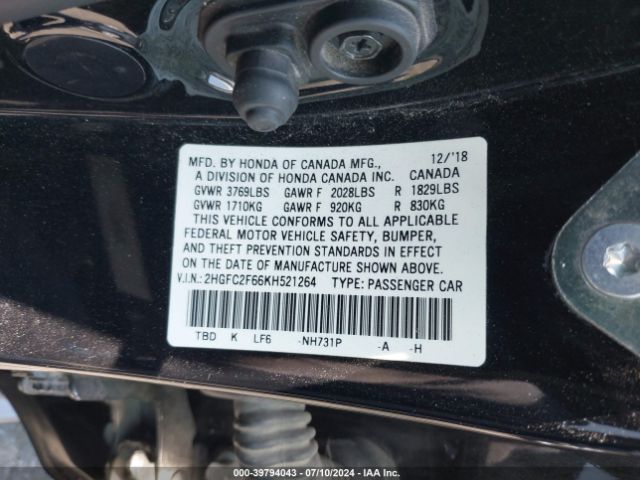 MFD. BY HONDA OF CANADA MFG., 12/'18
A DIVISION OF HONDA CANADA INC. CANADA
GVWR 3769LBS GAWR F 2028LBS R 1829LBS
GVWR 1710KG GAWR F 920KG R 830KG
THIS VEHICLE CONFORMS TO ALL APPLICABLE
FEDERAL MOTOR VEHICLE SAFETY, BUMPER,
AND THEFT PREVENTION STANDARDS IN EFFECT
ON THE DATE OF MANUFACTURE SHOWN ABOVE.
V.I.N.: 2HGFC2F66KH521264 TYPE: PASSENGER CAR
TBD K LF6 -NH731P -A -H
000-39794043 — 07/10/2024 — IAA Inc.